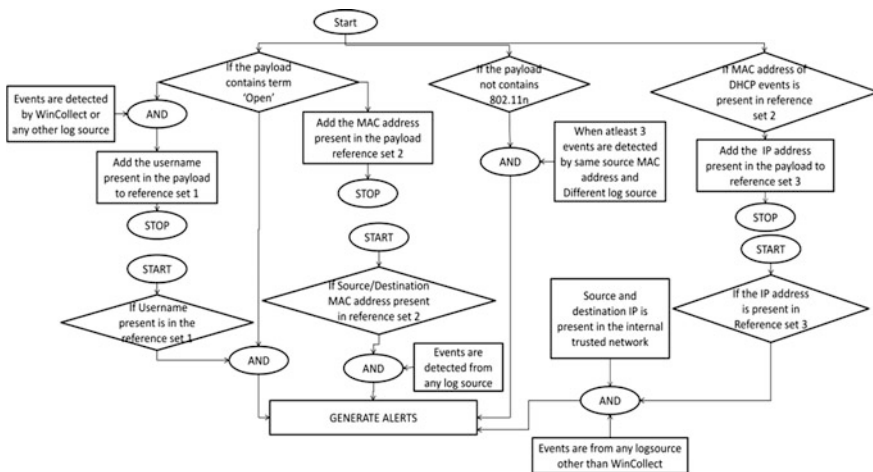 Start
If the payload
contains term
'Open'
If the payload
not contains
802.11n
If MAC address of
DHCP events is
present in reference
set 2
Events are detected
by WinCollect or
any other log source
AND
Add the MAC address
present in the payload
reference set 2
When atleast 3
events are detected
by same source MAC
address and
Different log source
AND
Add the username
present in the payload
to reference set 1
Add the IP address
present in the payload to
reference set 3
STOP
STOP
STOP
START
START
START
If Username
present is in the
reference set 1
If Source/Destination
MAC address present
in reference set 2
Source and
destination IP is
present in the internal
trusted network
If the IP address
is present in
Reference set 3
AND
AND
Events are
detected from
any log source
AND
GENERATE ALERTS
Events are from any logsource
other than WinCollect